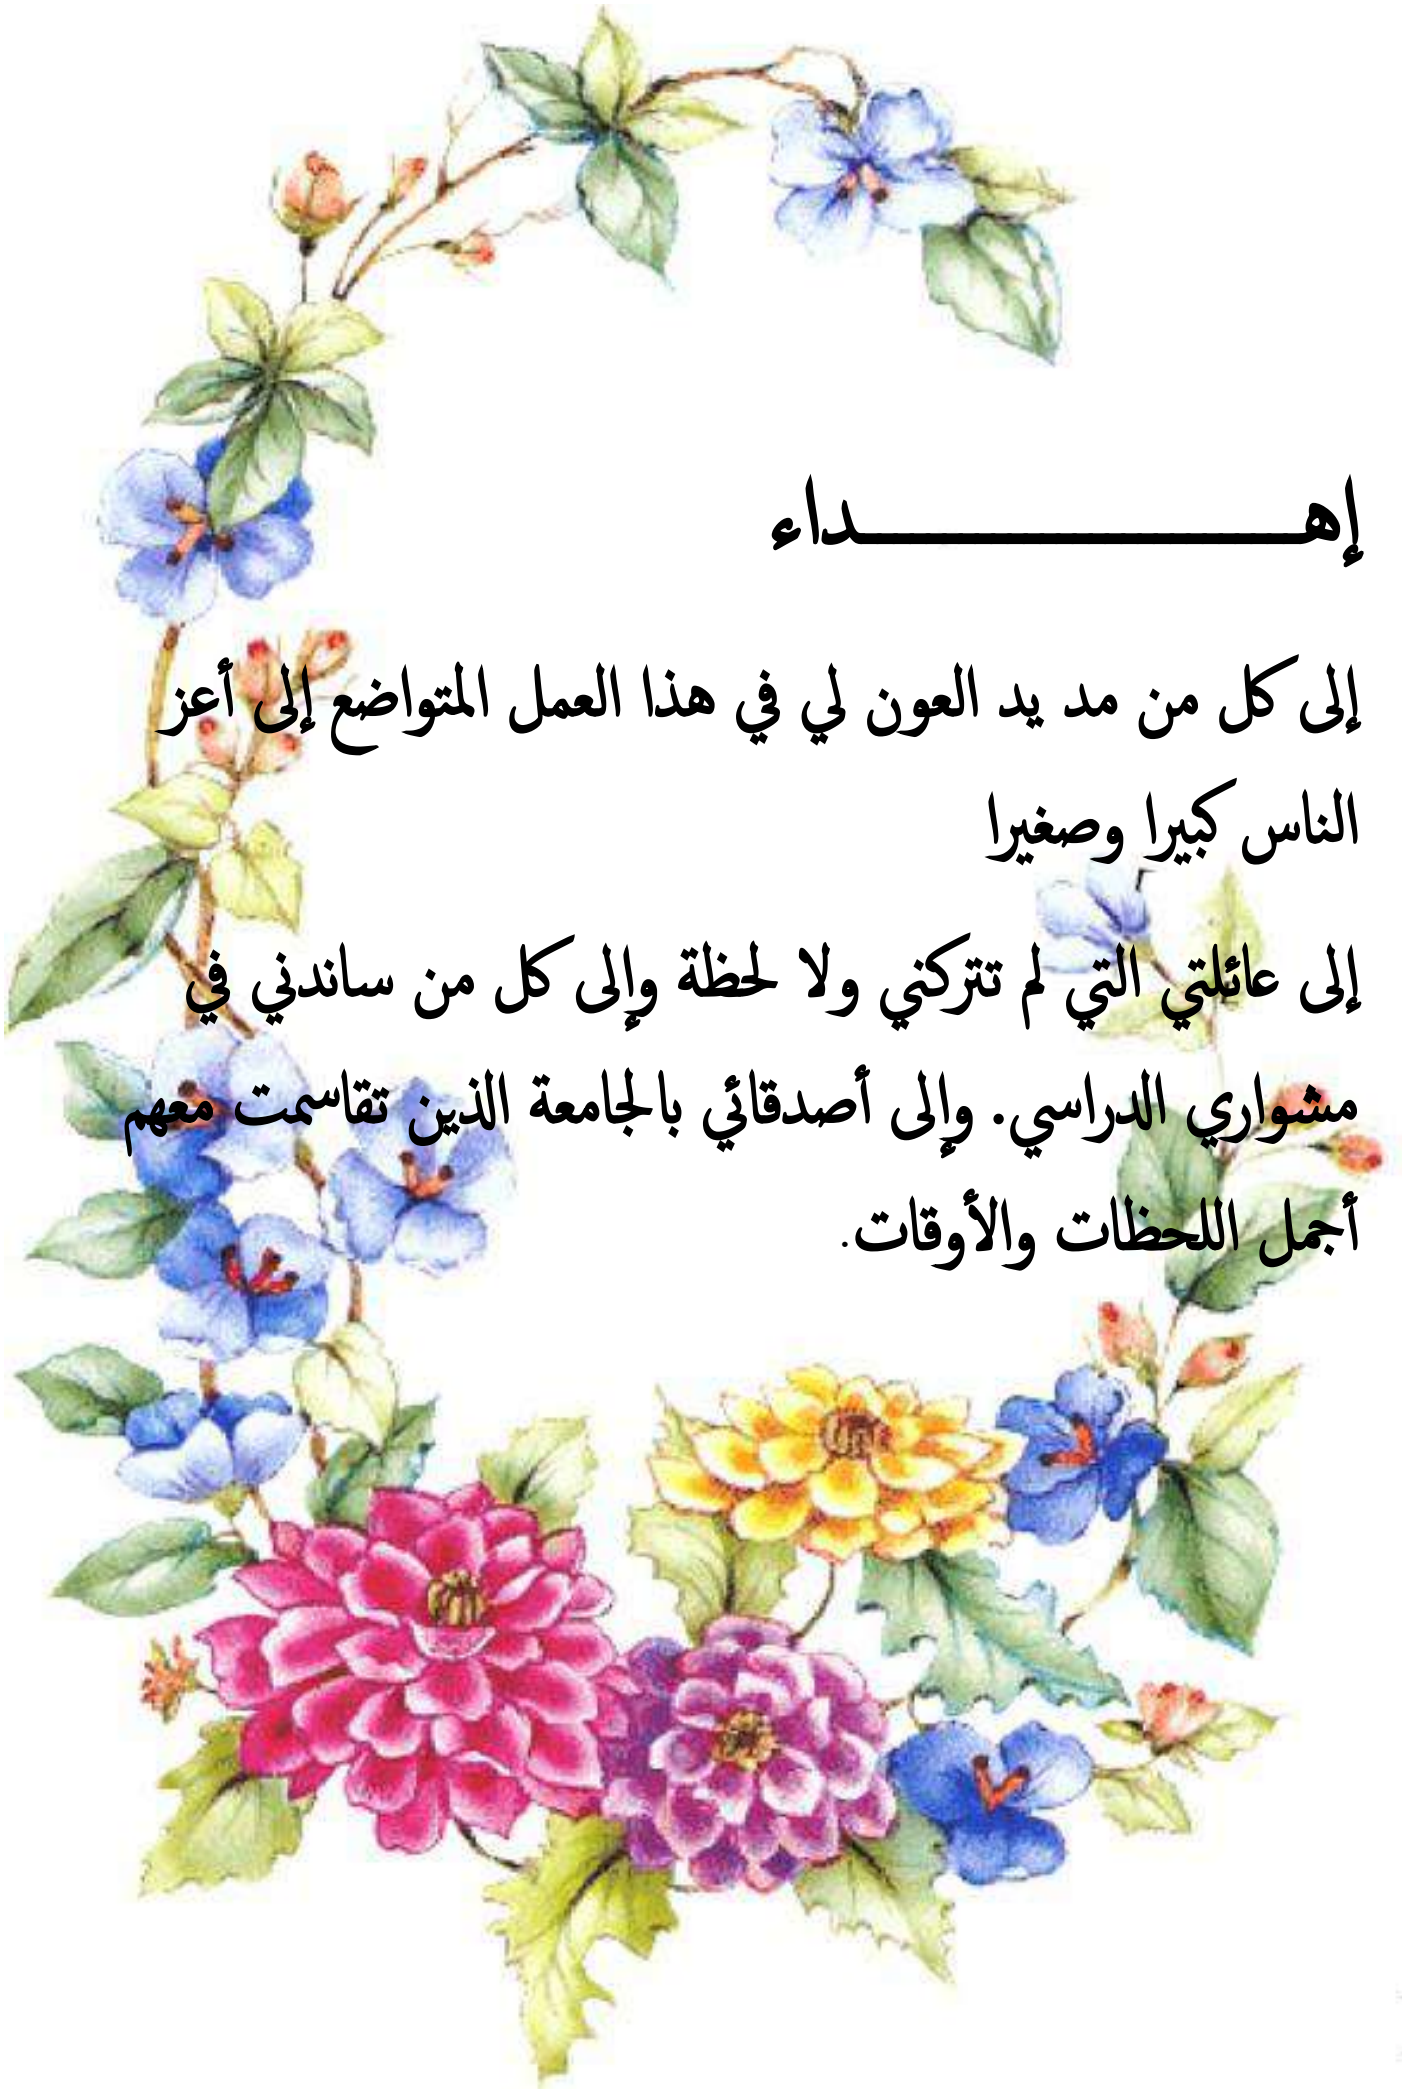 إهـــــــــــــــــــداء
إلى كل من مد يد العون لي في هذا العمل المتواضع إلى أعز
الناس كبيرا وصغيرا
إلى عائلتي التي لم تتركني ولا لحظة وإلى كل من ساندني في
مشواري الدراسي. وإلى أصدقائي بالجامعة الذين تقاسمت معهم
أجمل اللحظات والأوقات.